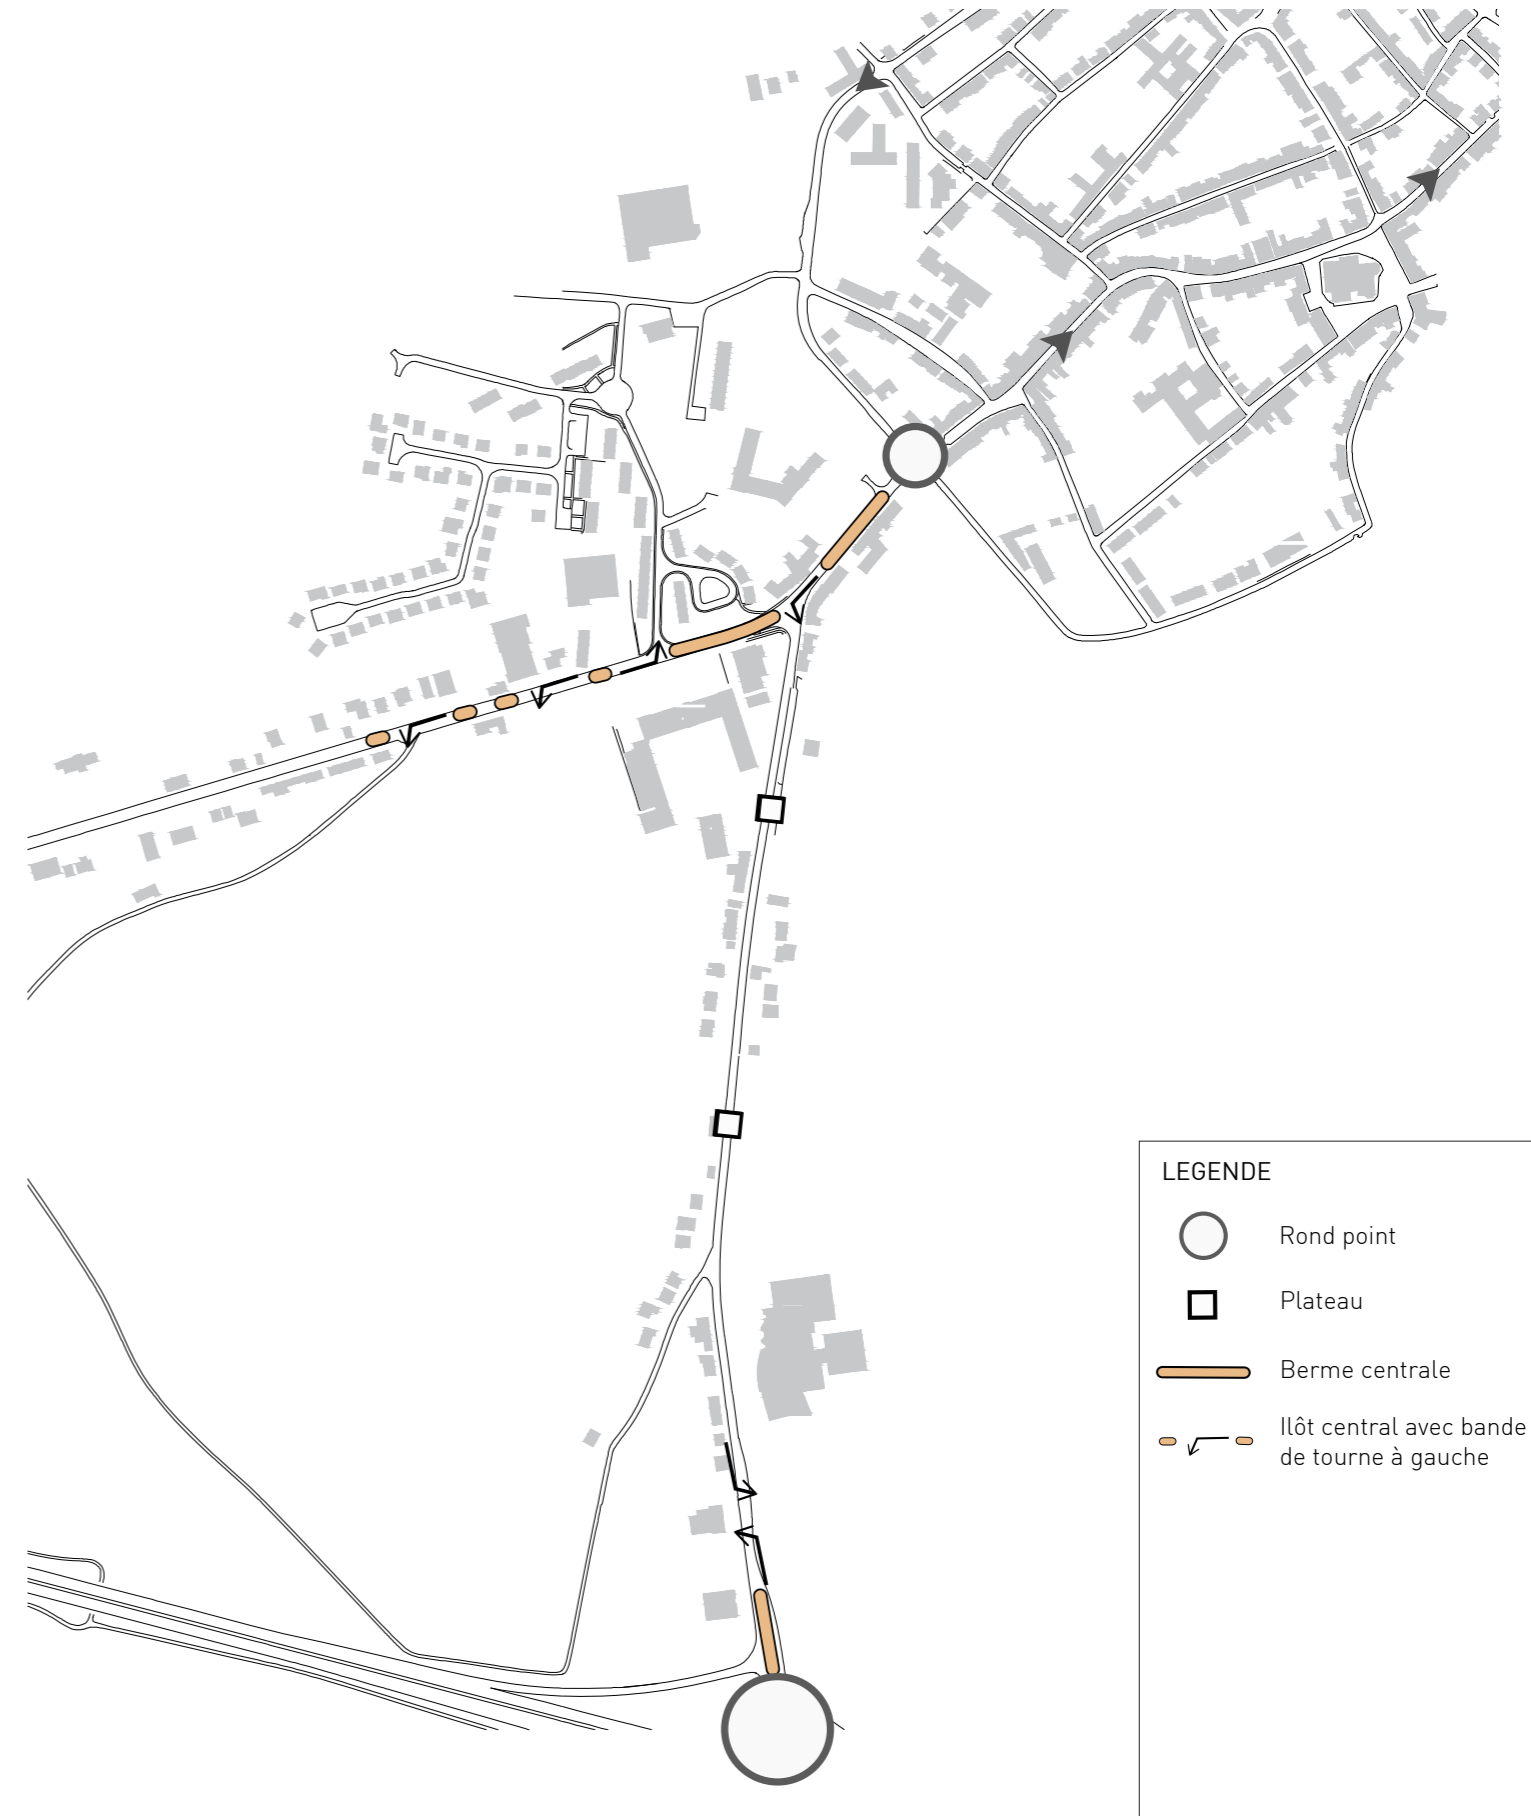 LEGENDE
Rond point
Plateau
Berme centrale
Ilôt central avec bande
de tourne à gauche